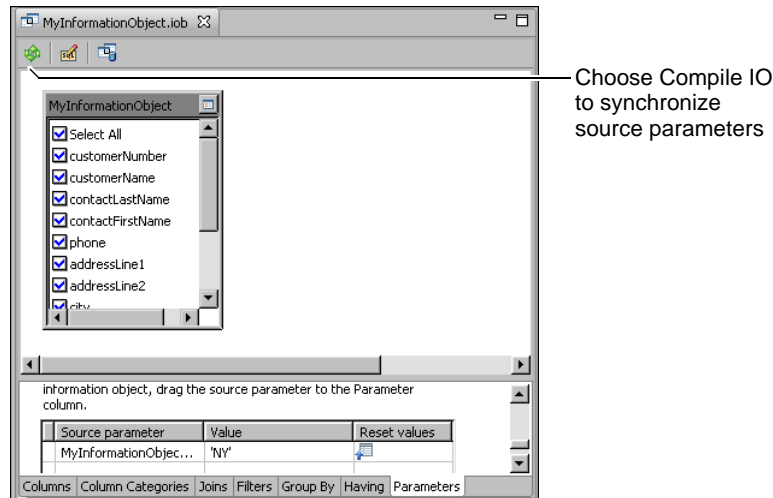 MyInformationObject.iob
SQL
Choose Compile IO
to synchronize
source parameters
MyInformationObject
Select All
customerNumber
customerName
contactLastName
contactFirstName
phone
addressLine1
addressLine2
city
information object, drag the source parameter to the Parameter
column.
Source parameter Value Reset values
MyInformationObjec... 'NY'
Columns Column Categories Joins Filters Group By Having Parameters